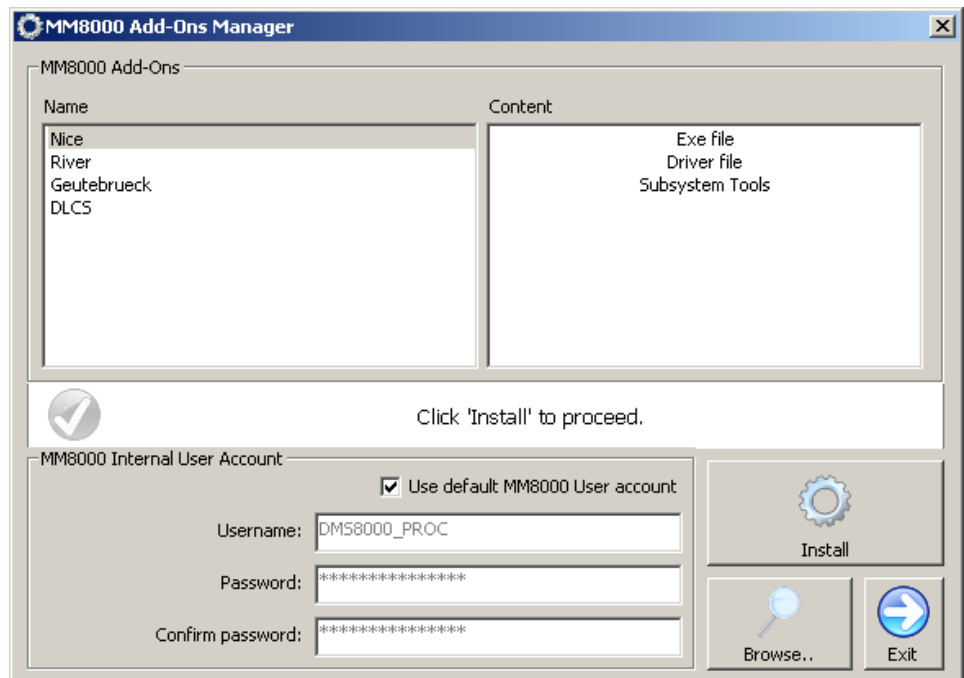 MM8000 Add-Ons Manager
MM8000 Add-Ons
Name
Content
Nice
River
Geutebrueck
DLCS
Exe file
Driver file
Subsystem Tools
Click 'Install' to proceed.
MM8000 Internal User Account
Use default MM8000 User account
Username:
DMS8000_PROC
Password:
***************
Confirm password:
***************
Install
Browse..
Exit